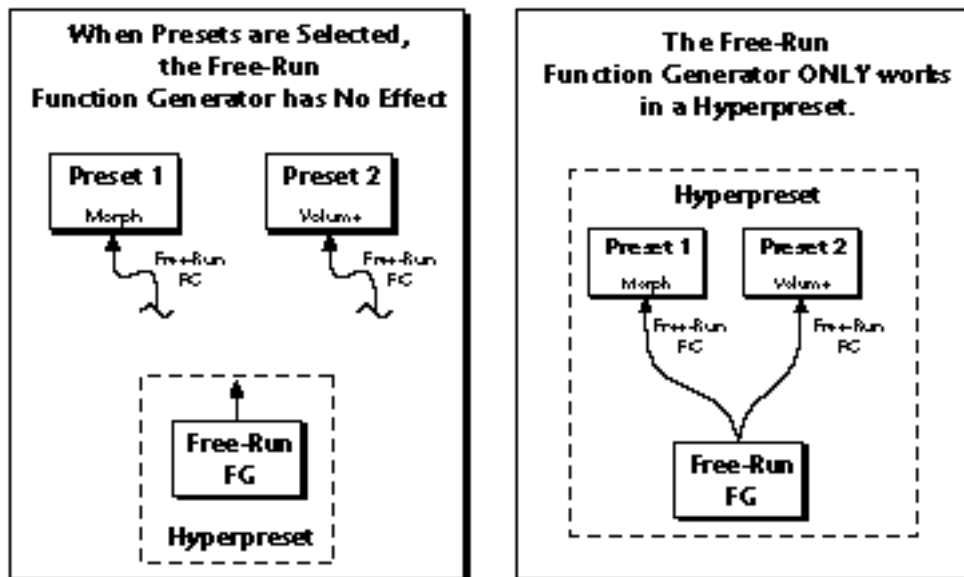 When Presets are Selected,
the Free-Run
Function Generator has No Effect
Preset 1
Morph
Preset 2
Volume
Free-Run
FG
Free-Run
FG
Free-Run
FG
Hyperpreset
The Free-Run
Function Generator ONLY works
in a Hyperpreset.
Hyperpreset
Preset 1
Morph
Preset 2
Volume
Free-Run
FG
Free-Run
FG
Free-Run
FG